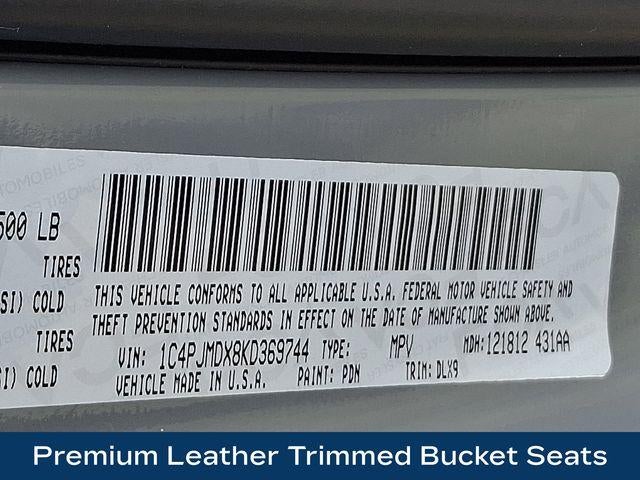 500 LB
TIRES
SI) COLD
TIRES
SI) COLD
THIS VEHICLE CONFORMS TO ALL APPLICABLE U.S.A. FEDERAL MOTOR VEHICLE SAFETY AND
THEFT PREVENTION STANDARDS IN EFFECT ON THE DATE OF MANUFACTURE SHOWN ABOVE.
VIN: 1C4PJMDX8KD369744 TYPE: MPV MDH:121812 431AA
VEHICLE MADE IN U.S.A. PAINT: PDN TRIM: DLX9
Premium Leather Trimmed Bucket Seats